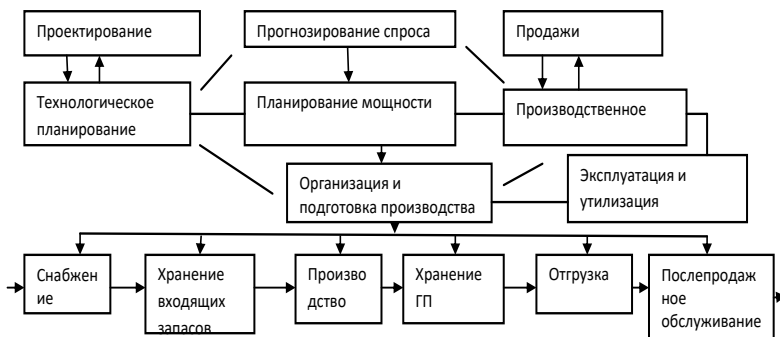 Проектирование
Прогнозирование спроса
Продажи
Технологическое
планирование
Планирование мощности
Производственное
Организация и
подготовка производства
Эксплуатация и
утилизация
Снабжен
ие
Хранение
входящих
запасов
Произво
дство
Хранение
ГП
Отгрузка
Послепродаж
ное
обслуживание